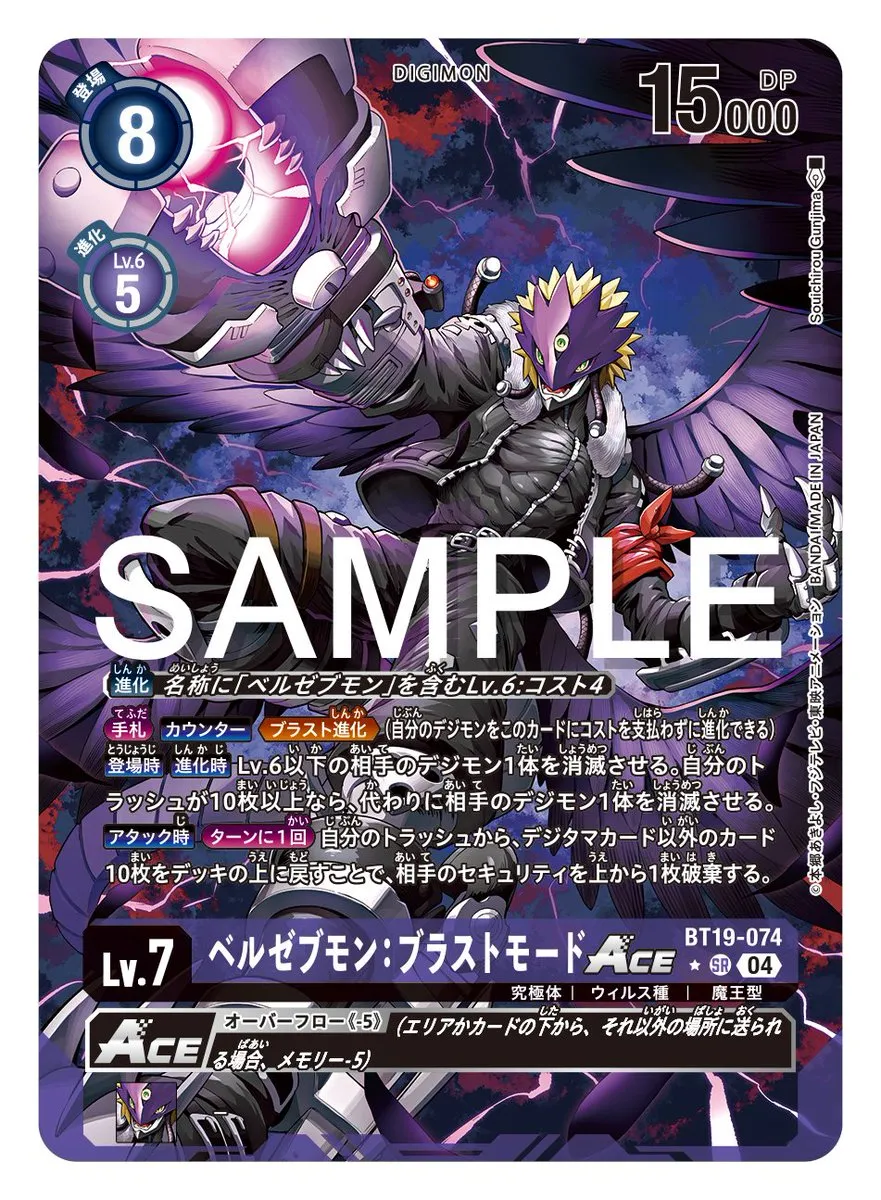 DIGIMON
登場
8
15000
DP
進化
Lv.6
5
Souichirou Gunjima
SAMPLE
進化 名称に「ベルゼブモン」を含むLv.6:コスト4
手札 カウンター ブラスト進化 (自分のデジモンをこのカードにコストを支払わずに進化できる)
登場時 進化時 Lv.6以下の相手のデジモン1体を消滅させる。自分のト
ラッシュが10枚以上なら、代わりに相手のデジモン1体を消滅させる。
アタック時 ターンに1回 自分のトラッシュから、デジタマカード以外のカード
10枚をデッキの上に戻すことで、相手のセキュリティを上から1枚破棄する。
©本郷あきよし・フジテレビ・東映アニメーション BANDAI MADE IN JAPAN
Lv.7
ベルゼブモン:ブラストモード ACE
BT19-074
SR 04
究極体 | ウィルス種 | 魔王型
ACE オーバーフロー《-5》 (エリアかカードの下から、それ以外の場所に送られ
る場合、メモリー-5)